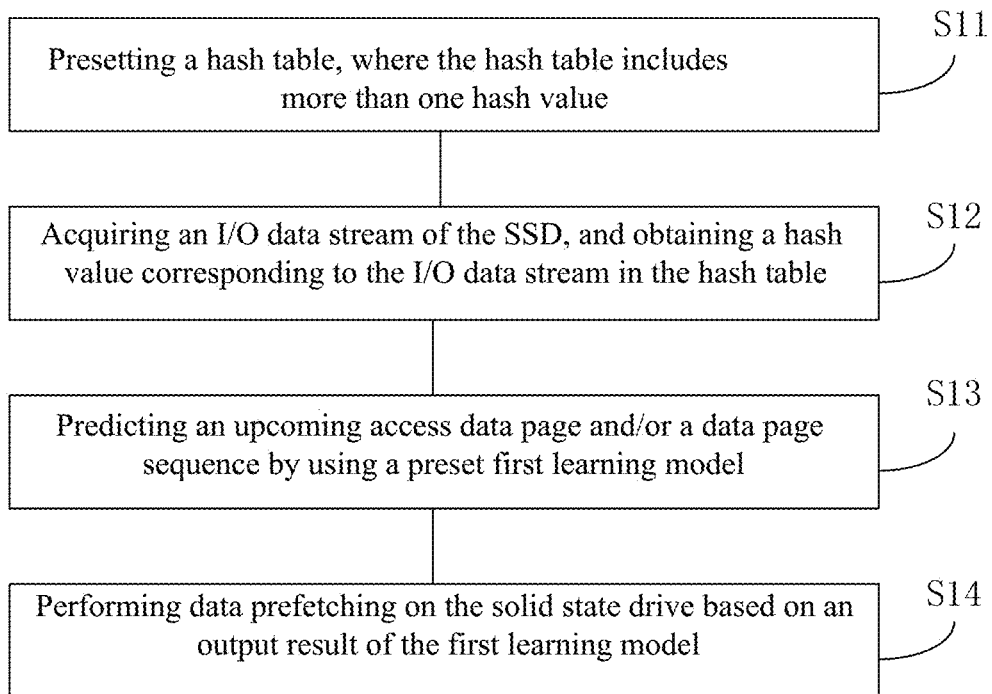 S11
Presetting a hash table, where the hash table includes
more than one hash value
S12
Acquiring an I/O data stream of the SSD, and obtaining a hash
value corresponding to the I/O data stream in the hash table
S13
Predicting an upcoming access data page and/or a data page
sequence by using a preset first learning model
S14
Performing data prefetching on the solid state drive based on an
output result of the first learning model